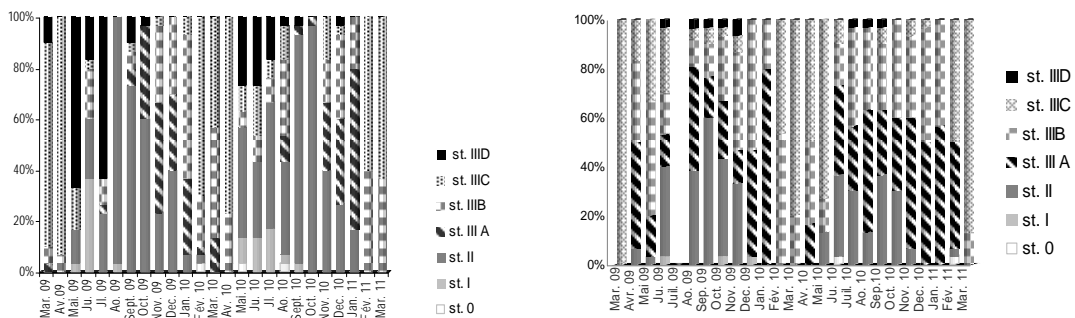 100%
80%
60%
40%
20%
0%
Mar. 09
Av. 09
Mai. 09
Ju. 09
Jl. 09
Ao. 09
Sept. 09
Oct. 09
Nov. 09
Dec. 09
Jan. 10
Fév. 10
Mar. 10
Av. 10
Mai. 10
Ju. 10
Jl. 10
Ao. 10
Sept. 10
Oct. 10
Nov. 10
Dec. 10
Jan. 11
Fév. 11
Mar. 11
st. IIID
st. IIIC
st. IIIB
st. III A
st. II
st. I
st. 0
100%
80%
60%
40%
20%
0%
Mar. 09
Avr. 09
Mai 09
Ju. 09
Juil. 09
Ao. 09
Sep. 09
Oct. 09
Nov. 09
Dec. 09
Jan. 10
Fév. 10
Mar. 10
Av. 10
Mai 10
Ju. 10
Juil. 10
Ao. 10
Sep. 10
Oct. 10
Nov. 10
Dec. 10
Jan. 11
Fév. 11
Mar. 11
st. IIID
st. IIIC
st. IIIB
st. III A
st. II
st. I
st. 0